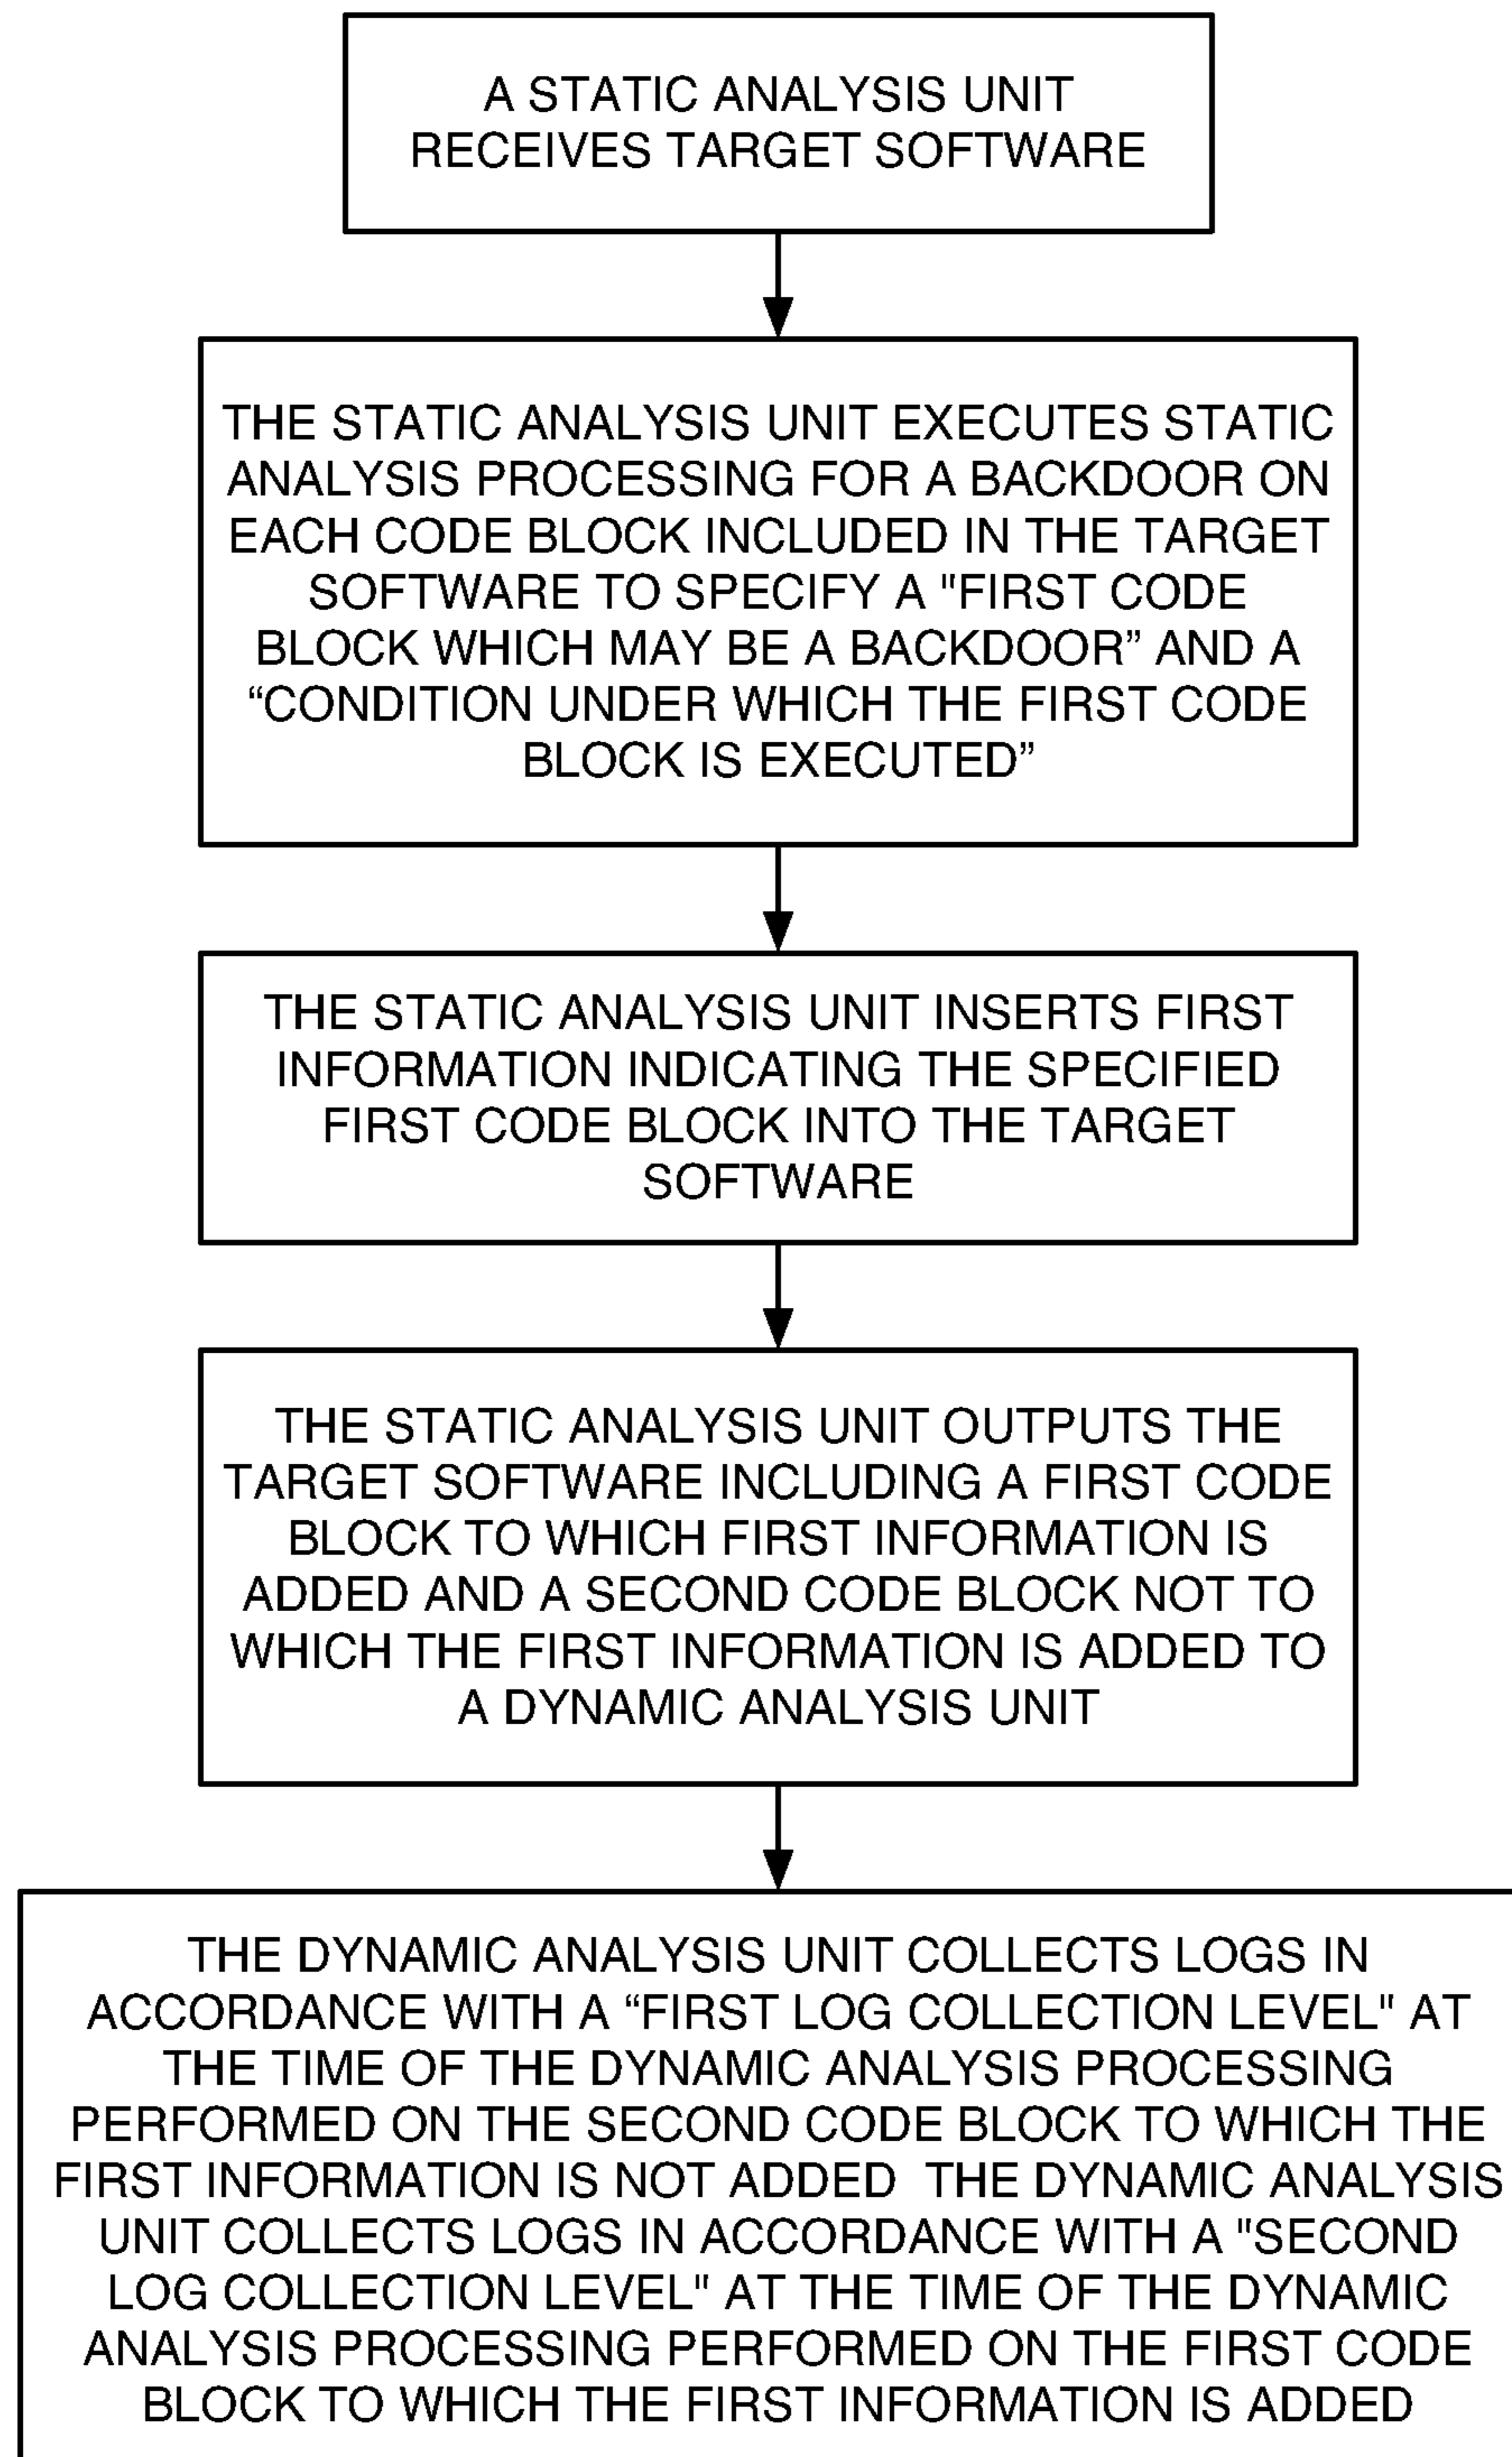 A STATIC ANALYSIS UNIT
RECEIVES TARGET SOFTWARE
THE STATIC ANALYSIS UNIT EXECUTES STATIC
ANALYSIS PROCESSING FOR A BACKDOOR ON
EACH CODE BLOCK INCLUDED IN THE TARGET
SOFTWARE TO SPECIFY A "FIRST CODE
BLOCK WHICH MAY BE A BACKDOOR” AND A
“CONDITION UNDER WHICH THE FIRST CODE
BLOCK IS EXECUTED”
THE STATIC ANALYSIS UNIT INSERTS FIRST
INFORMATION INDICATING THE SPECIFIED
FIRST CODE BLOCK INTO THE TARGET
SOFTWARE
THE STATIC ANALYSIS UNIT OUTPUTS THE
TARGET SOFTWARE INCLUDING A FIRST CODE
BLOCK TO WHICH FIRST INFORMATION IS
ADDED AND A SECOND CODE BLOCK NOT TO
WHICH THE FIRST INFORMATION IS ADDED TO
A DYNAMIC ANALYSIS UNIT
THE DYNAMIC ANALYSIS UNIT COLLECTS LOGS IN
ACCORDANCE WITH A “FIRST LOG COLLECTION LEVEL" AT
THE TIME OF THE DYNAMIC ANALYSIS PROCESSING
PERFORMED ON THE SECOND CODE BLOCK TO WHICH THE
FIRST INFORMATION IS NOT ADDED  THE DYNAMIC ANALYSIS
UNIT COLLECTS LOGS IN ACCORDANCE WITH A "SECOND
LOG COLLECTION LEVEL" AT THE TIME OF THE DYNAMIC
ANALYSIS PROCESSING PERFORMED ON THE FIRST CODE
BLOCK TO WHICH THE FIRST INFORMATION IS ADDED